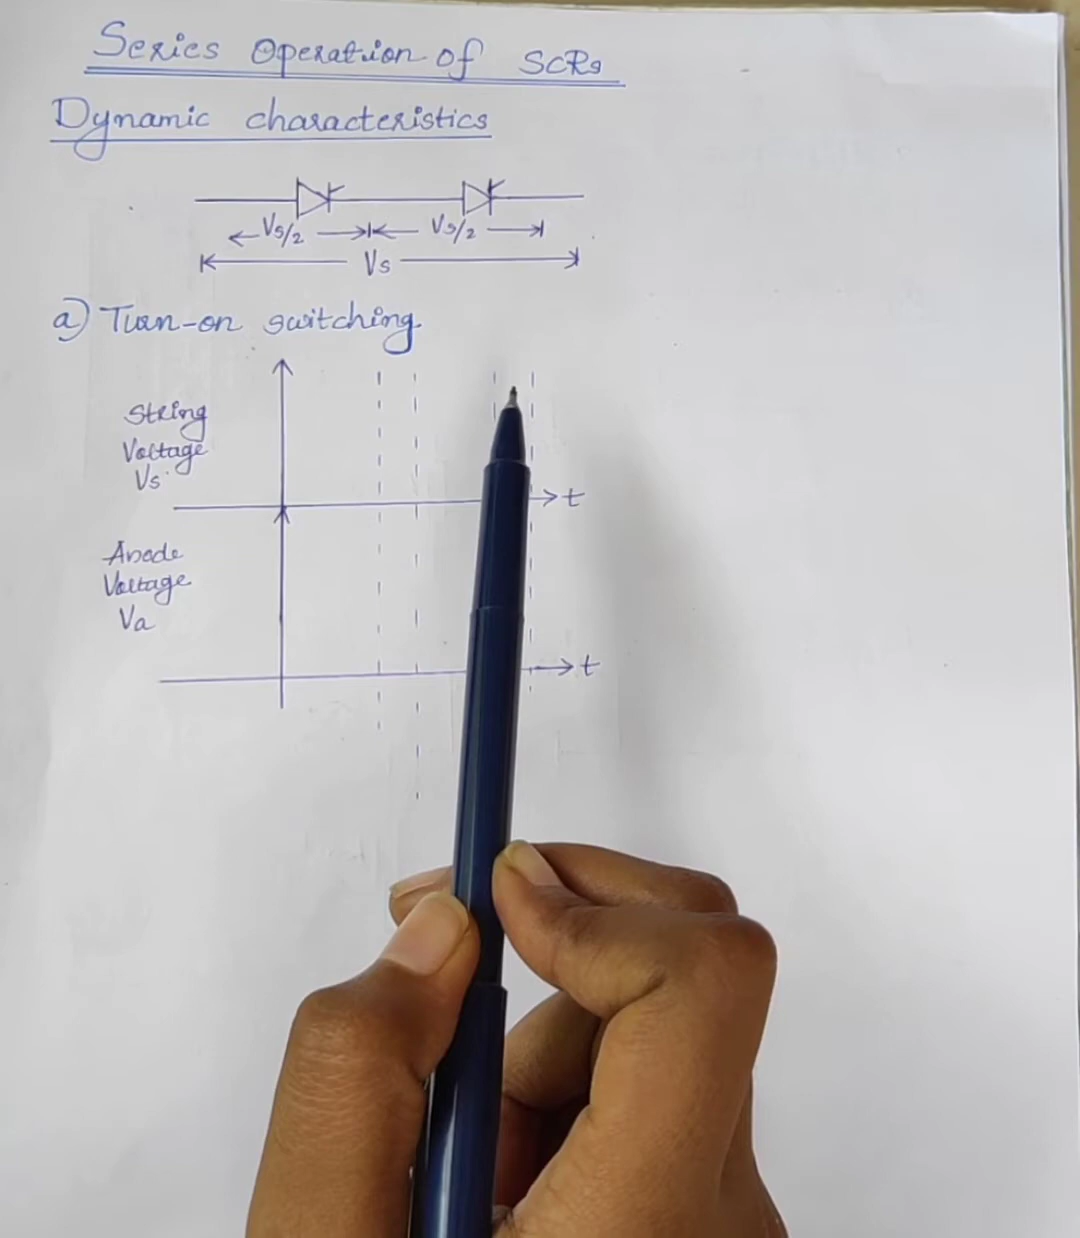 Series Operation of SCRs
Dynamic characteristics
Vs/2 Vs/2
Vs
a) Turn-on switching.
String
Voltage
Vs
t
Anode
Voltage
Va
t